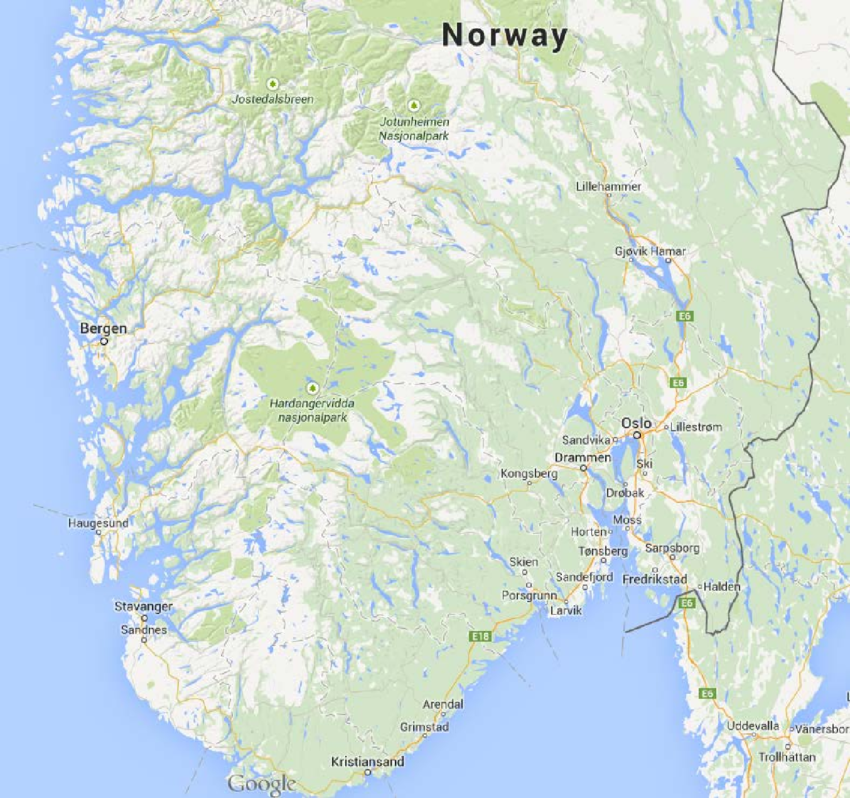 Norway
Jostedalsbreen
Jotunheimen
Nasjonalpark
Lillehammer
Gjøvik Hamar
E6
Bergen
E6
Hardangervidda
nasjonalpark
Oslo
Lillestrøm
Sandvika
Drammen
Ski
Kongsberg
Drøbak
Haugesund
Moss
Horten
Tønsberg
Sarpsborg
Skien
Sandefjord
Fredrikstad
Halden
Porsgrunn
E6
Larvik
Stavanger
Sandnes
E18
E6
Arendal
Grimstad
Uddevalla
Vänersbor
Trollhättan
Kristiansand
Google